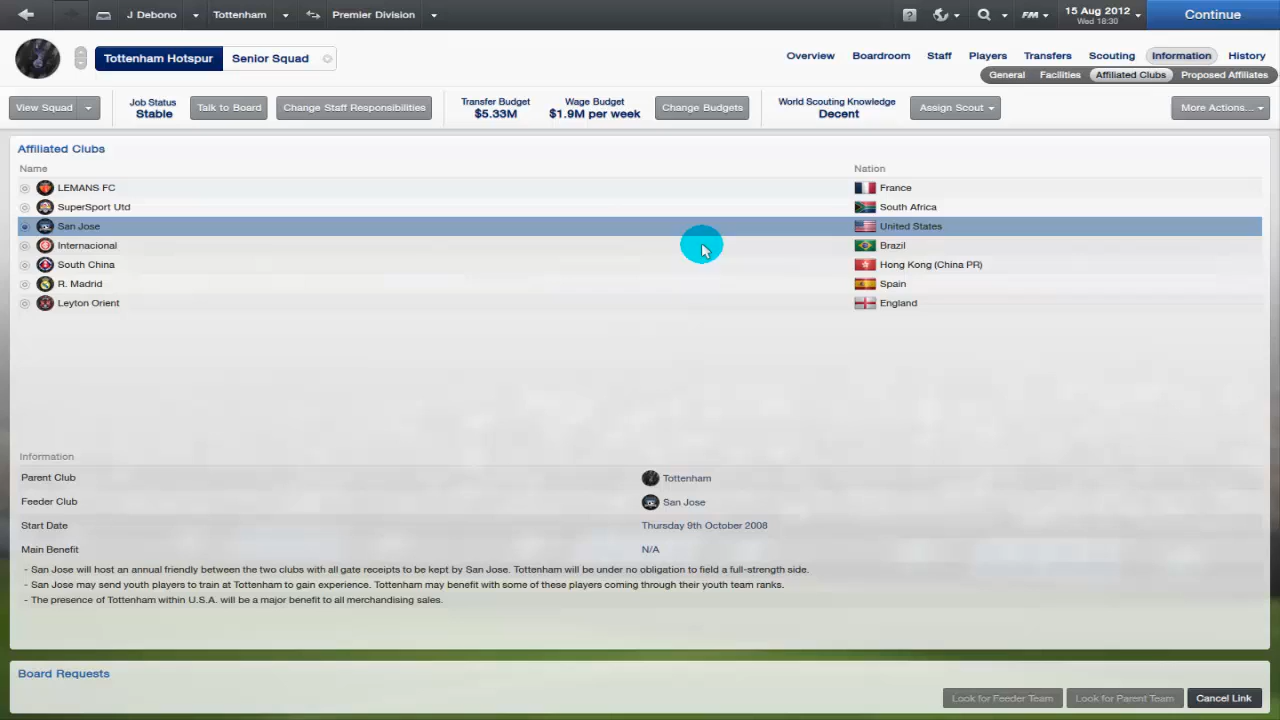 J Debono Tottenham Premier Division ? FM 15 Aug 2012 Wed 18:30 Continue
Tottenham Hotspur Senior Squad
Overview Boardroom Staff Players Transfers Scouting Information History
General Facilities Affiliated Clubs Proposed Affiliates
View Squad Job Status Stable Talk to Board Change Staff Responsibilities Transfer Budget $5.33M Wage Budget $1.9M per week Change Budgets World Scouting Knowledge Decent Assign Scout More Actions...
Affiliated Clubs
Name Nation
LEMANS FC France
SuperSport Utd South Africa
San Jose United States
Internacional Brazil
South China Hong Kong (China PR)
R. Madrid Spain
Leyton Orient England
Information
Parent Club Tottenham
Feeder Club San Jose
Start Date Thursday 9th October 2008
Main Benefit N/A
- San Jose will host an annual friendly between the two clubs with all gate receipts to be kept by San Jose. Tottenham will be under no obligation to field a full-strength side.
- San Jose may send youth players to train at Tottenham to gain experience. Tottenham may benefit with some of these players coming through their youth team ranks.
- The presence of Tottenham within U.S.A. will be a major benefit to all merchandising sales.
Board Requests
Look for Feeder Team Look for Parent Team Cancel Link